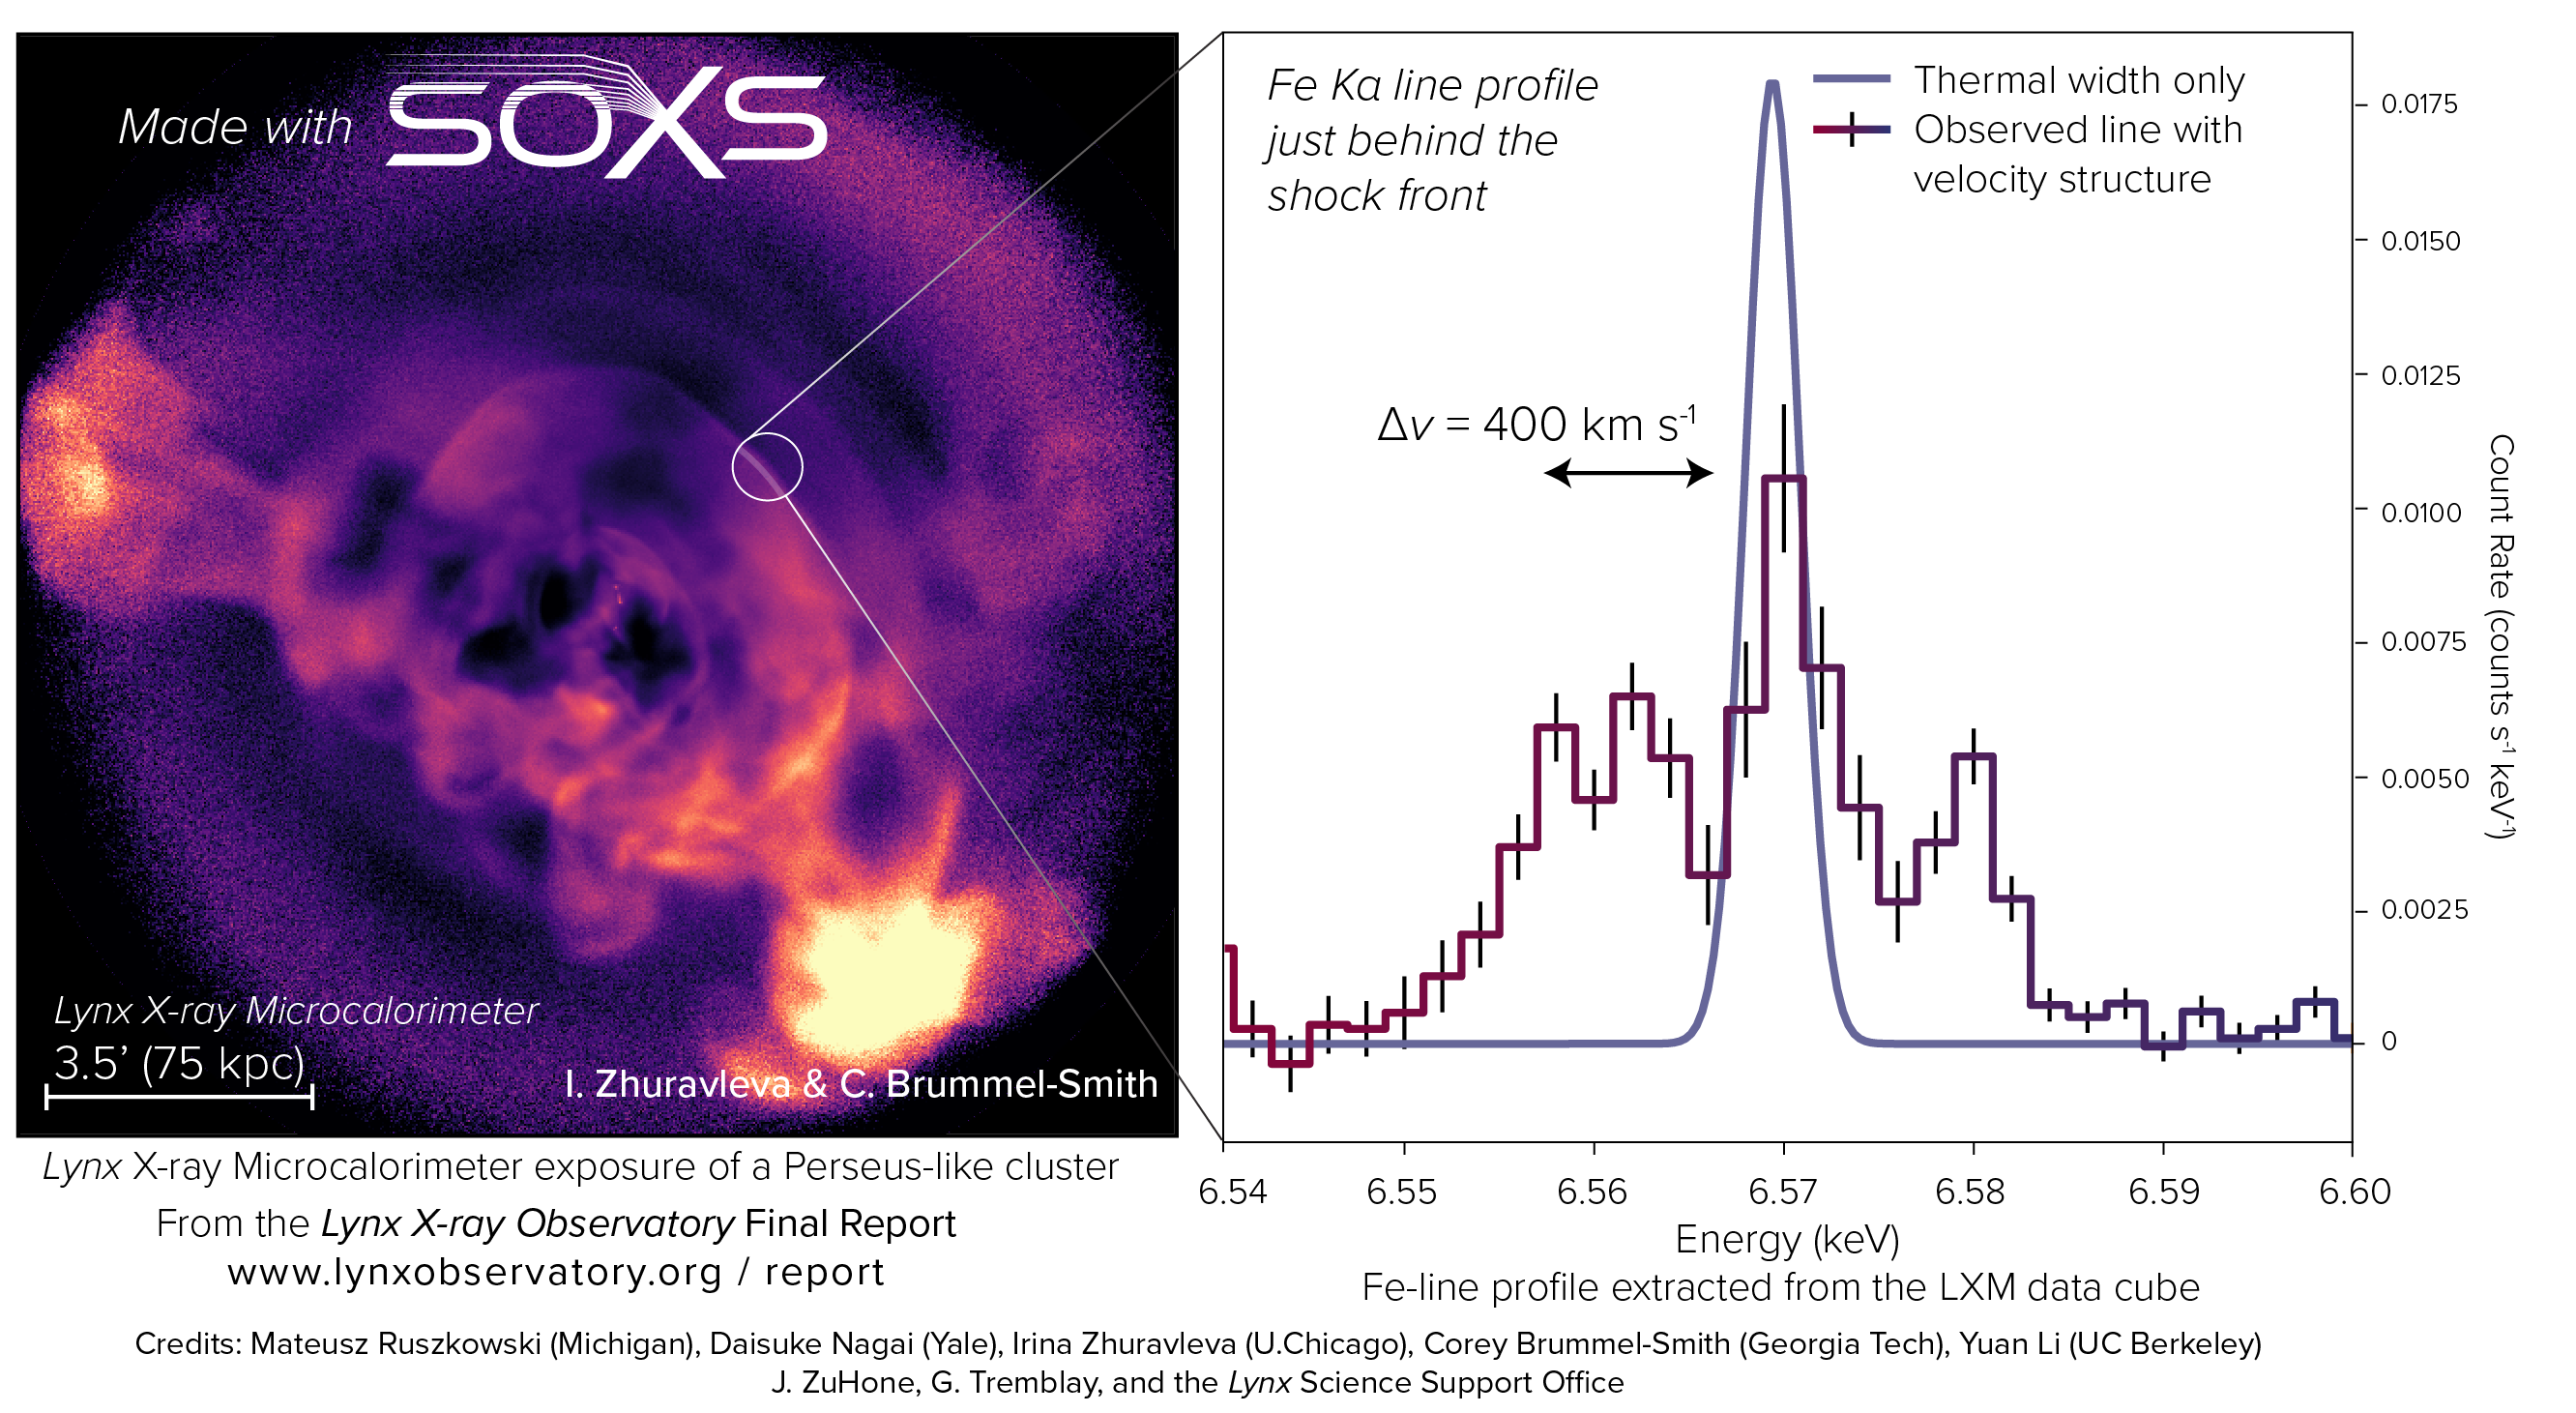 Made with SOXS
Lynx X-ray Microcalorimeter
3.5’ (75 kpc)
I. Zhuravleva & C. Brummel-Smith
Fe Kα line profile
just behind the
shock front
Thermal width only
Observed line with
velocity structure
Δv = 400 km s⁻¹
0.0175
0.0150
0.0125
0.0100
0.0075
0.0050
0.0025
0
Count Rate (counts s⁻¹ keV⁻¹)
6.54 6.55 6.56 6.57 6.58 6.59 6.60
Energy (keV)
Fe-line profile extracted from the LXM data cube
Lynx X-ray Microcalorimeter exposure of a Perseus-like cluster
From the Lynx X-ray Observatory Final Report
www.lynxobservatory.org / report
Credits: Mateusz Ruszkowski (Michigan), Daisuke Nagai (Yale), Irina Zhuravleva (U.Chicago), Corey Brummel-Smith (Georgia Tech), Yuan Li (UC Berkeley)
J. ZuHone, G. Tremblay, and the Lynx Science Support Office